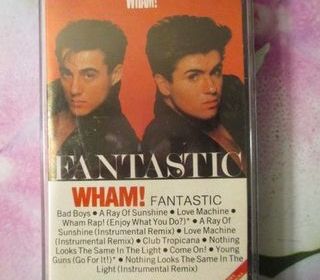 WHAM!
FANTASTIC
WHAM! FANTASTIC
Bad Boys ● A Ray Of Sunshine ● Love Machine ●
Wham Rap! (Enjoy What You Do?)* ● A Ray Of
Sunshine (Instrumental Remix) ● Love Machine
(Instrumental Remix) ● Club Tropicana ● Nothing
Looks The Same In The Light ● Come On! ● Young
Guns (Go For It!)* ● Nothing Looks The Same In The
Light (Instrumental Remix)